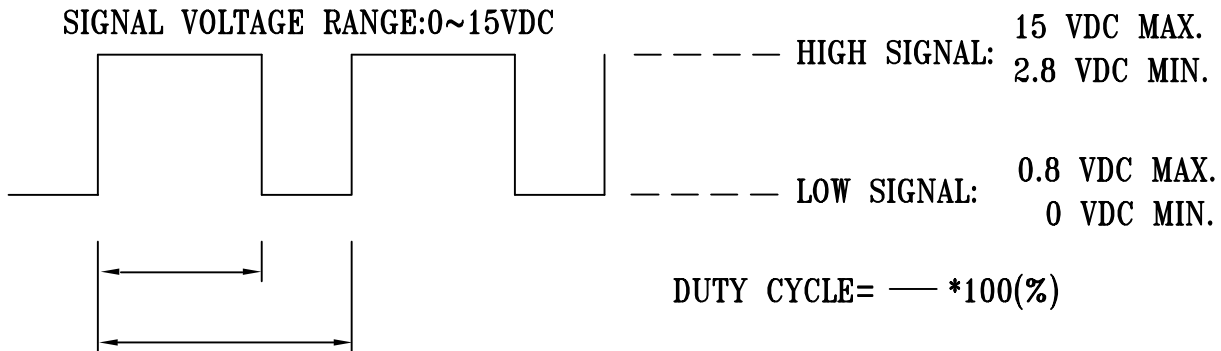 SIGNAL VOLTAGE RANGE:0~15VDC
HIGH SIGNAL: 15 VDC MAX.
2.8 VDC MIN.
LOW SIGNAL: 0.8 VDC MAX.
0 VDC MIN.
DUTY CYCLE= — *100(%)